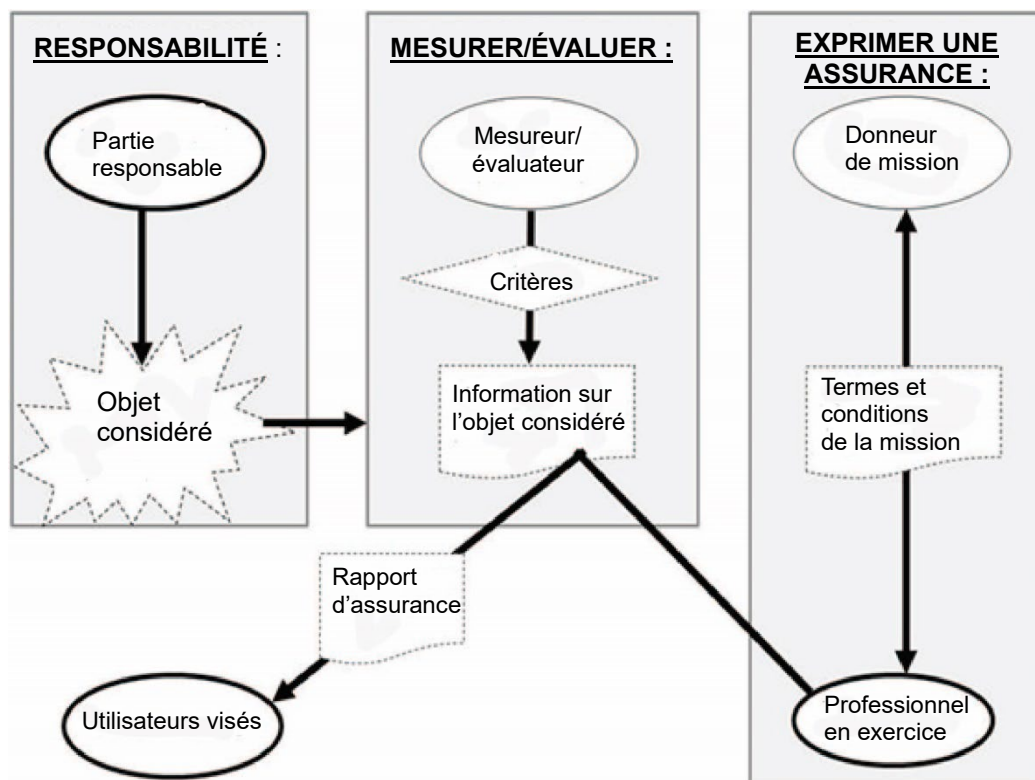 RESPONSABILITÉ :
Partie
responsable
Objet
considéré
MESURER/ÉVALUER :
Mesureur/
évaluateur
Critères
Information sur
l’objet considéré
EXPRIMER UNE
ASSURANCE :
Donneur
de mission
Termes et
conditions
de la mission
Rapport
d’assurance
Utilisateurs visés
Professionnel
en exercice